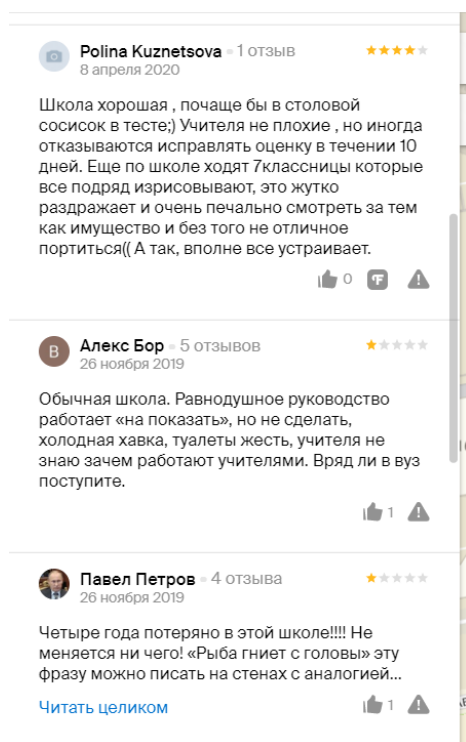 Polina Kuznetsova 1 отзыв
8 апреля 2020
Школа хорошая , почаще бы в столовой
сосисок в тесте;) Учителя не плохие , но иногда
отказываются исправлять оценку в течении 10
дней. Еще по школе ходят 7классницы которые
все подряд изрисовывают, это жутко
раздражает и очень печально смотреть за тем
как имущество и без того не отличное
портиться(( А так, вполне все устраивает.
0
В
Алекс Бор 5 отзывов
26 ноября 2019
Обычная школа. Равнодушное руководство
работает «на показать», но не сделать,
холодная хавка, туалеты жесть, учителя не
знаю зачем работают учителями. Вряд ли в вуз
поступите.
1
Павел Петров 4 отзыва
26 ноября 2019
Четыре года потеряно в этой школе!!!! Не
меняется ни чего! «Рыба гниет с головы» эту
фразу можно писать на стенах с аналогией...
Читать целиком
1